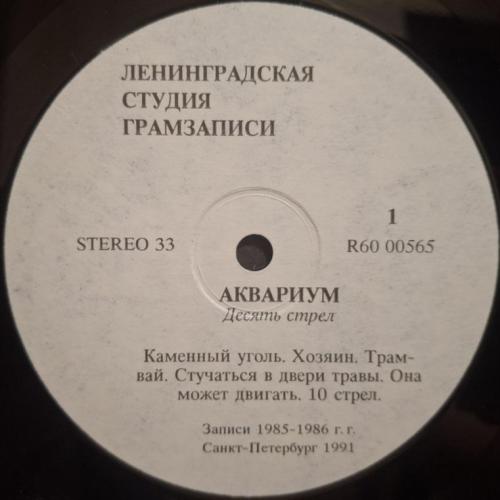 ЛЕНИНГРАДСКАЯ
СТУДИЯ
ГРАМЗАПИСИ
1
STEREO 33
R60 00565
АКВАРИУМ
Десять стрел
Каменный уголь. Хозяин. Трам-
вай. Стучаться в двери травы. Она
может двигать. 10 стрел.
Записи 1985-1986 г. г.
Санкт-Петербург 1991